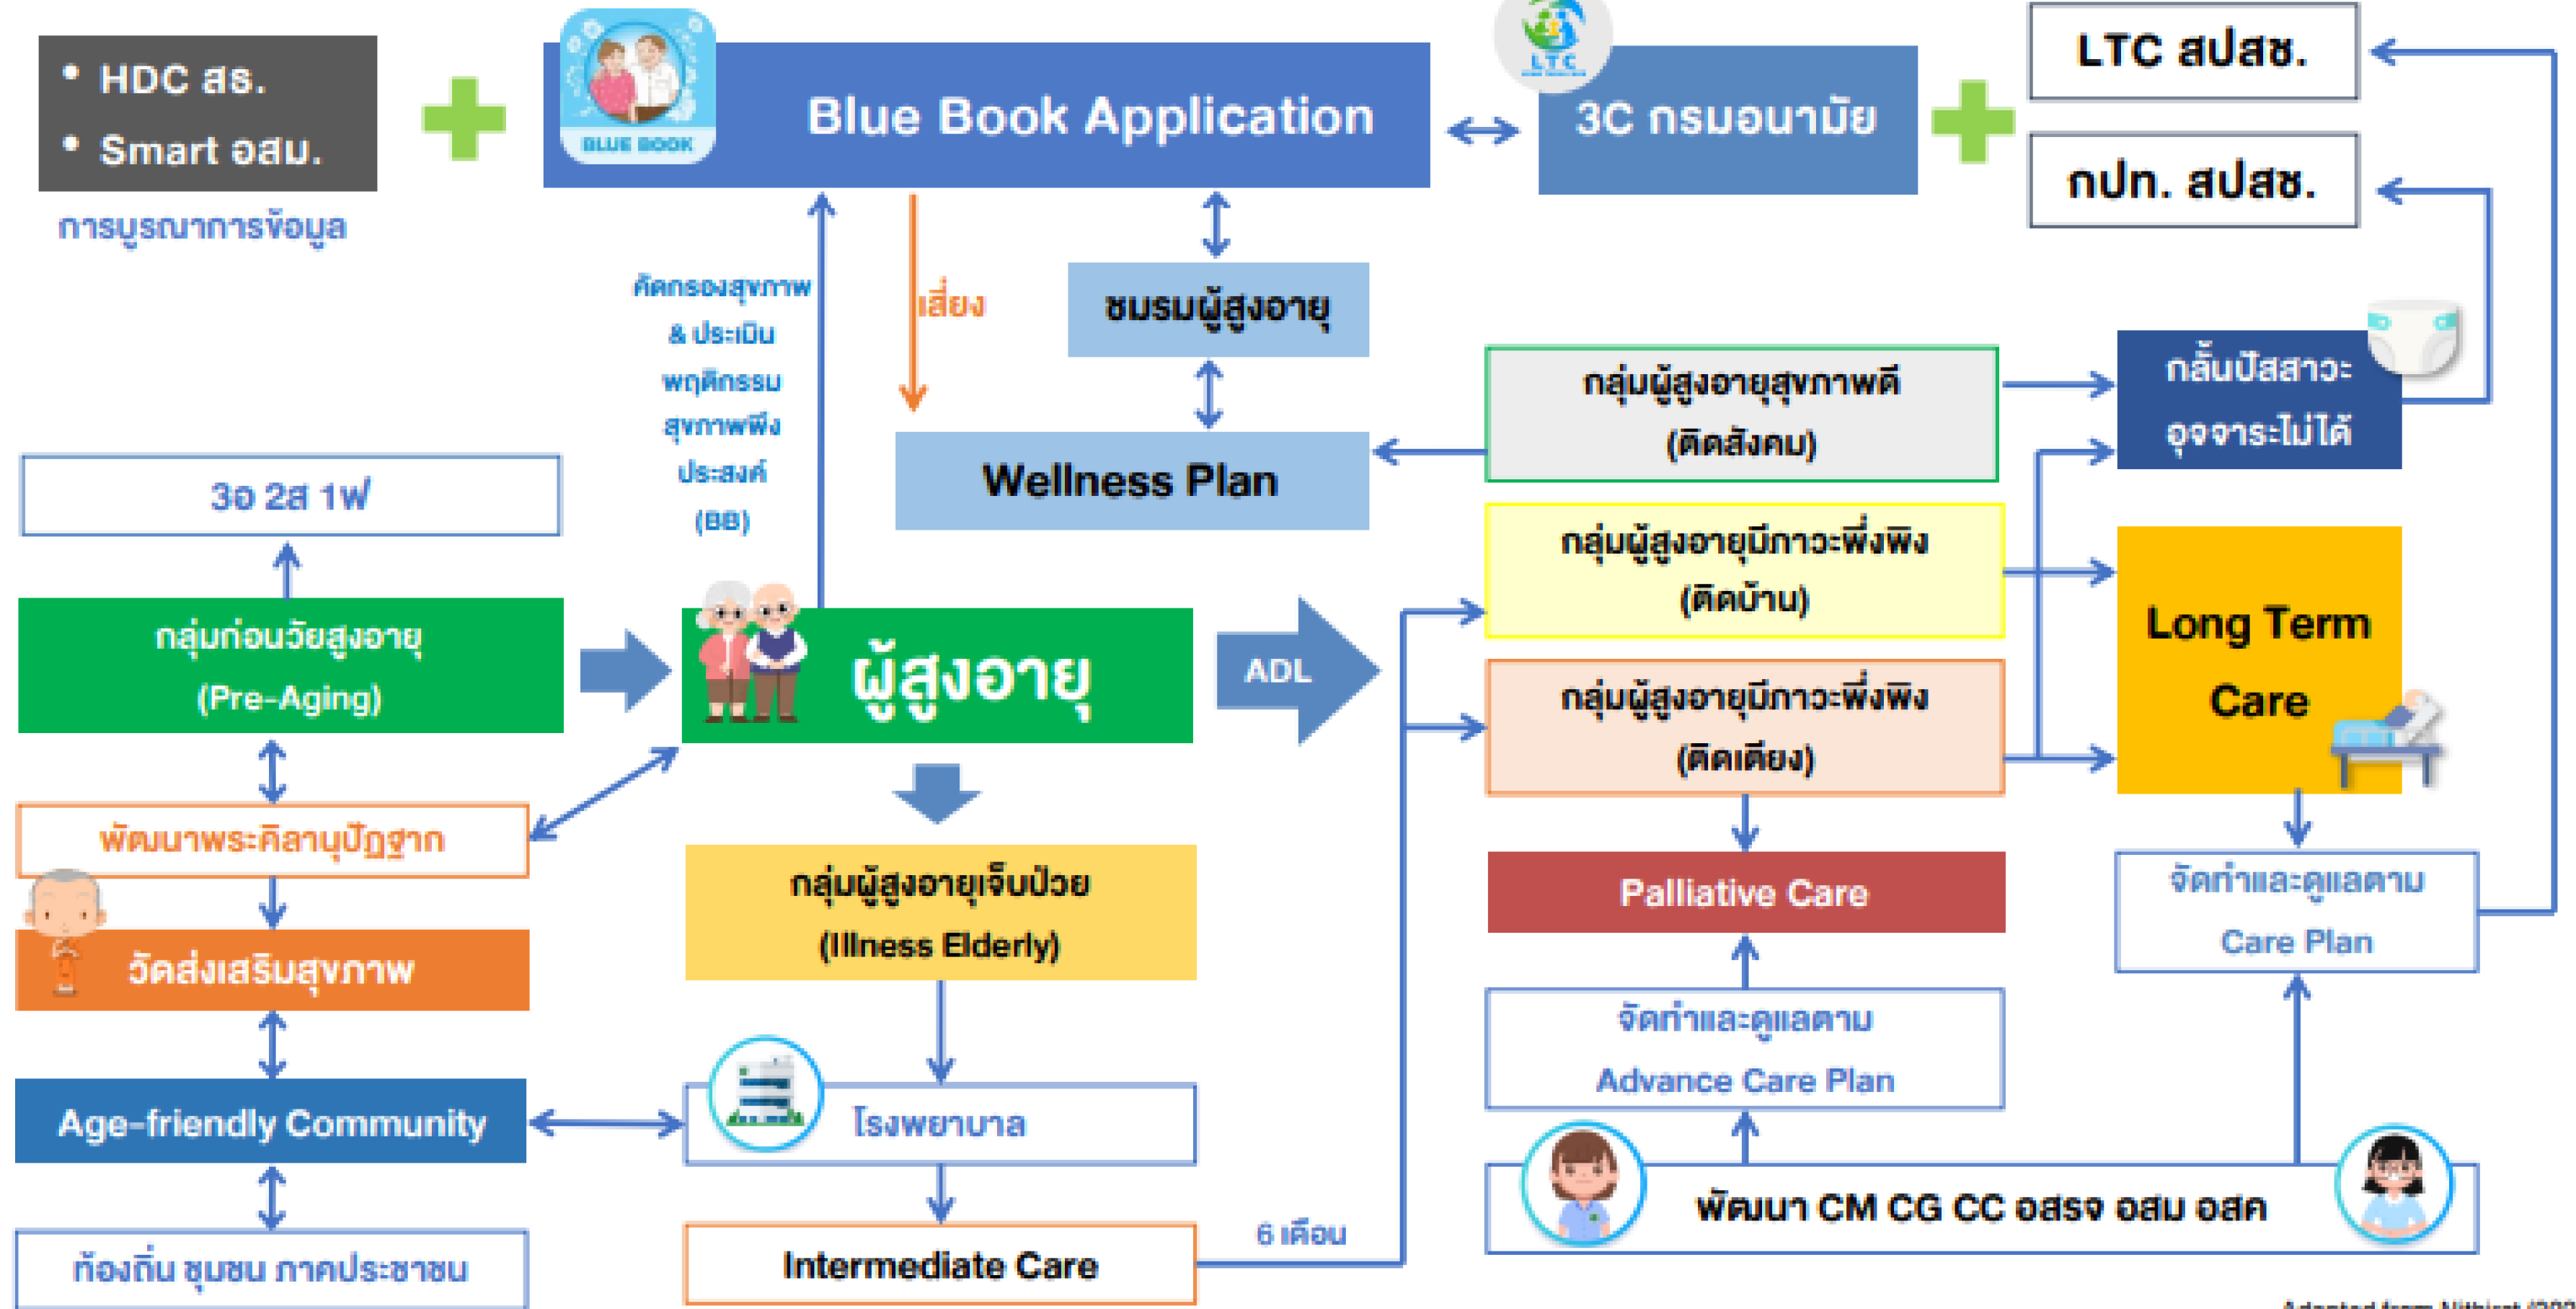 • HDC สธ.
• Smart อสม.
การบูรณาการข้อมูล
BLUE BOOK
Blue Book Application
LTC
3C กรมอนามัย
LTC สปสช.
กปท. สปสช.
คัดกรองสุขภาพ
& ประเมิน
พฤติกรรม
สุขภาพพึง
ประสงค์
(BB)
เสี่ยง
ชมรมผู้สูงอายุ
Wellness Plan
กลุ่มผู้สูงอายุสุขภาพดี
(ติดสังคม)
กลั้นปัสสาวะ
อุจจาระไม่ได้
3อ 2ส 1ฟ
กลุ่มผู้สูงอายุมีภาวะพึ่งพิง
(ติดบ้าน)
กลุ่มก่อนวัยสูงอายุ
(Pre-Aging)
ผู้สูงอายุ
ADL
กลุ่มผู้สูงอายุมีภาวะพึ่งพิง
(ติดเตียง)
Long Term
Care
พัฒนาพระคิลานุปัฏฐาก
กลุ่มผู้สูงอายุเจ็บป่วย
(Illness Elderly)
Palliative Care
จัดทำและดูแลตาม
Care Plan
วัดส่งเสริมสุขภาพ
จัดทำและดูแลตาม
Advance Care Plan
Age-friendly Community
โรงพยาบาล
พัฒนา CM CG CC อสรจ อสม อสค
ท้องถิ่น ชุมชน ภาคประชาชน
Intermediate Care
6 เดือน
Adapted from